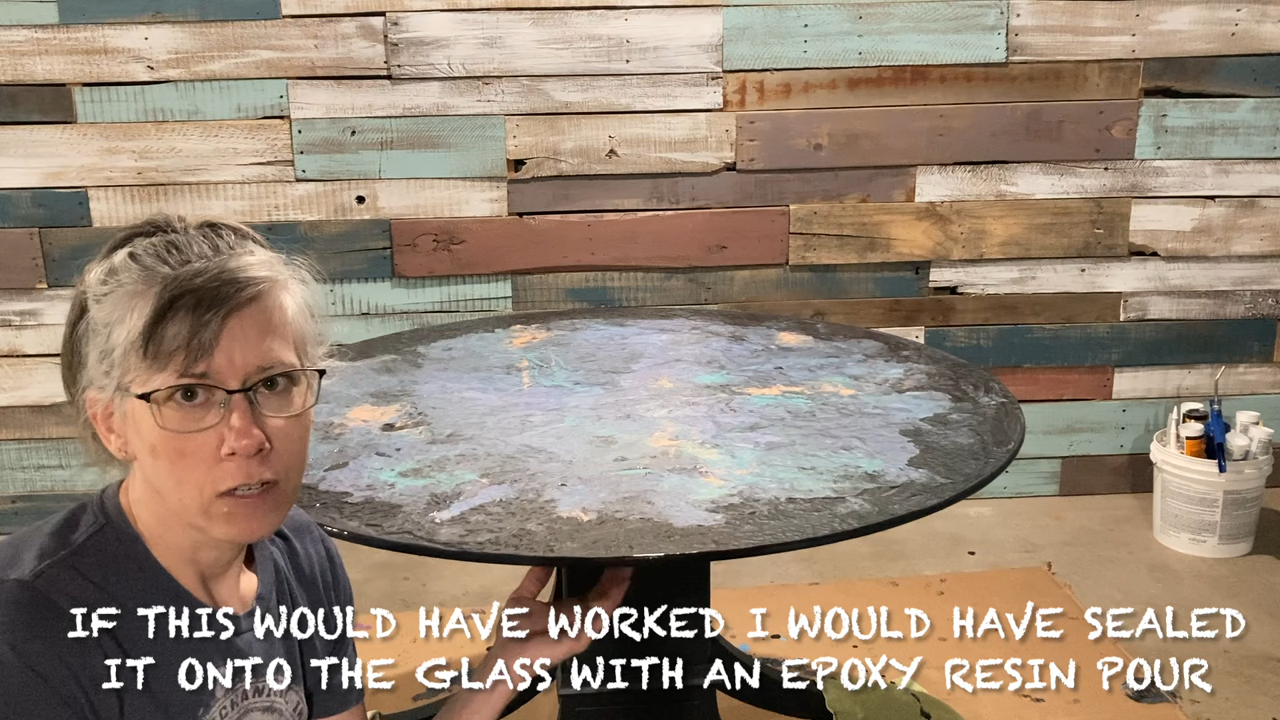 IF THIS WOULD HAVE WORKED I WOULD HAVE SEALED
IT ONTO THE GLASS WITH AN EPOXY RESIN POUR